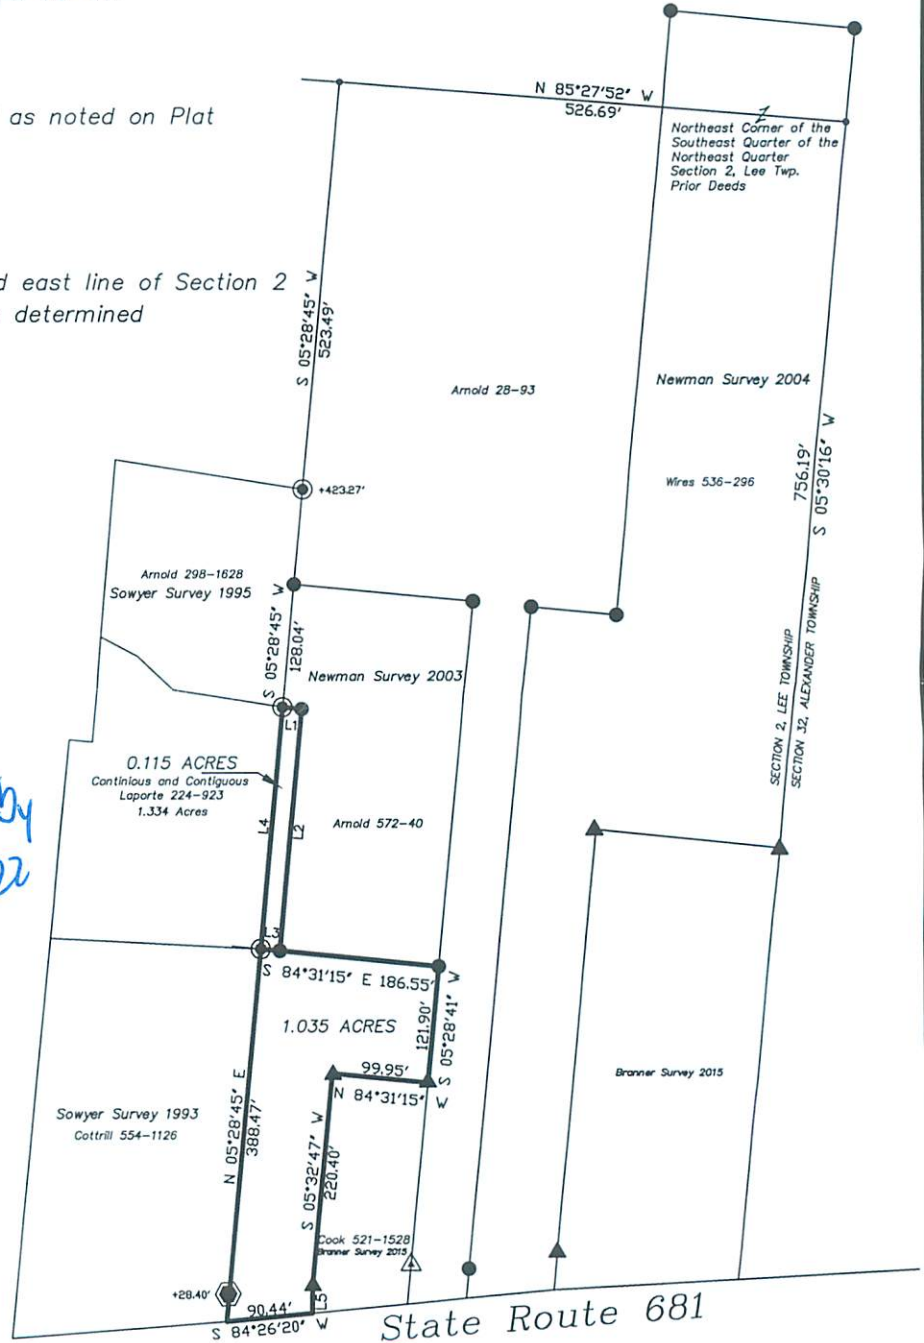 as noted on Plat
N 85°27'52" W
526.69'
Northeast Corner of the
Southeast Quarter of the
Northeast Quarter
Section 2, Lee Twp.
Prior Deeds
east line of Section 2
determined
S 05°28'45" W
523.49'
Arnold 28-93
Newman Survey 2004
Wires 536-296
756.19'
S 05°30'16" W
+423.27'
Arnold 298-1628
Sowyer Survey 1995
S 05°28'45" W
128.04'
Newman Survey 2003
SECTION 2, LEE TOWNSHIP
SECTION 32, ALEXANDER TOWNSHIP
L1
0.115 ACRES
Continious and Contiguous
Laporte 224-923
1.334 Acres
L4
L2
Arnold 572-40
by
22
L3
S 84°31'15" E 186.55'
1.035 ACRES
121.90'
S 05°28'41" W
99.95'
N 84°31'15" W
Branner Survey 2015
Sowyer Survey 1993
Cottrill 554-1126
N 05°28'45" E
388.47'
S 05°32'47" W
220.40'
Cook 521-1528
Branner Survey 2015
+28.40'
90.44'
L5
S 84°26'20" W
State Route 681